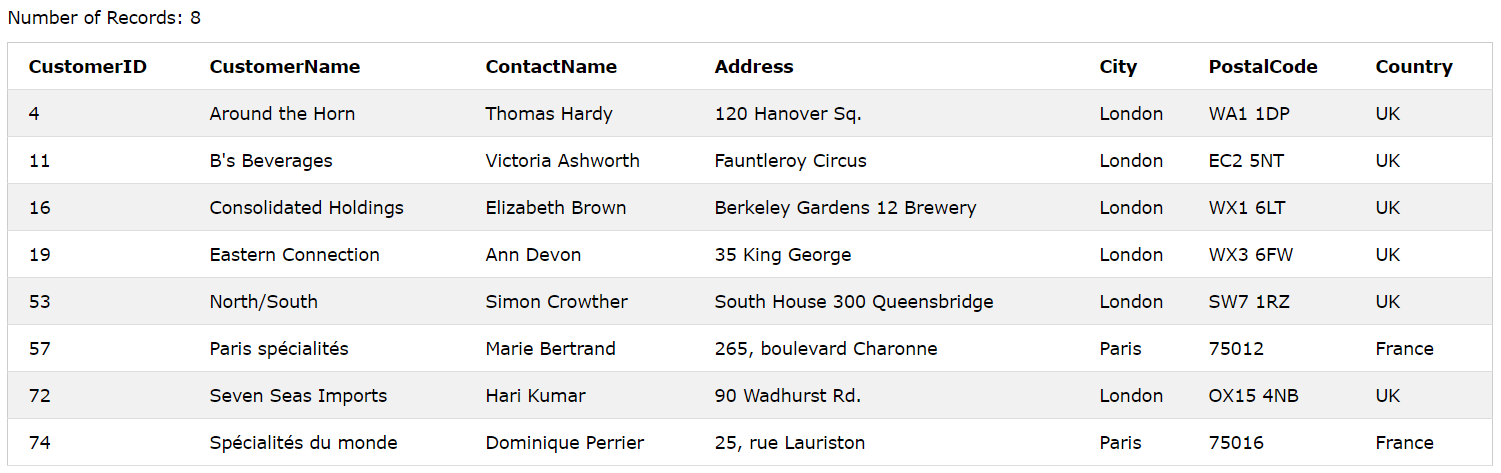 Number of Records: 8
CustomerID CustomerName ContactName Address City PostalCode Country
4 Around the Horn Thomas Hardy 120 Hanover Sq. London WA1 1DP UK
11 B's Beverages Victoria Ashworth Fauntleroy Circus London EC2 5NT UK
16 Consolidated Holdings Elizabeth Brown Berkeley Gardens 12 Brewery London WX1 6LT UK
19 Eastern Connection Ann Devon 35 King George London WX3 6FW UK
53 North/South Simon Crowther South House 300 Queensbridge London SW7 1RZ UK
57 Paris spécialités Marie Bertrand 265, boulevard Charonne Paris 75012 France
72 Seven Seas Imports Hari Kumar 90 Wadhurst Rd. London OX15 4NB UK
74 Spécialités du monde Dominique Perrier 25, rue Lauriston Paris 75016 France